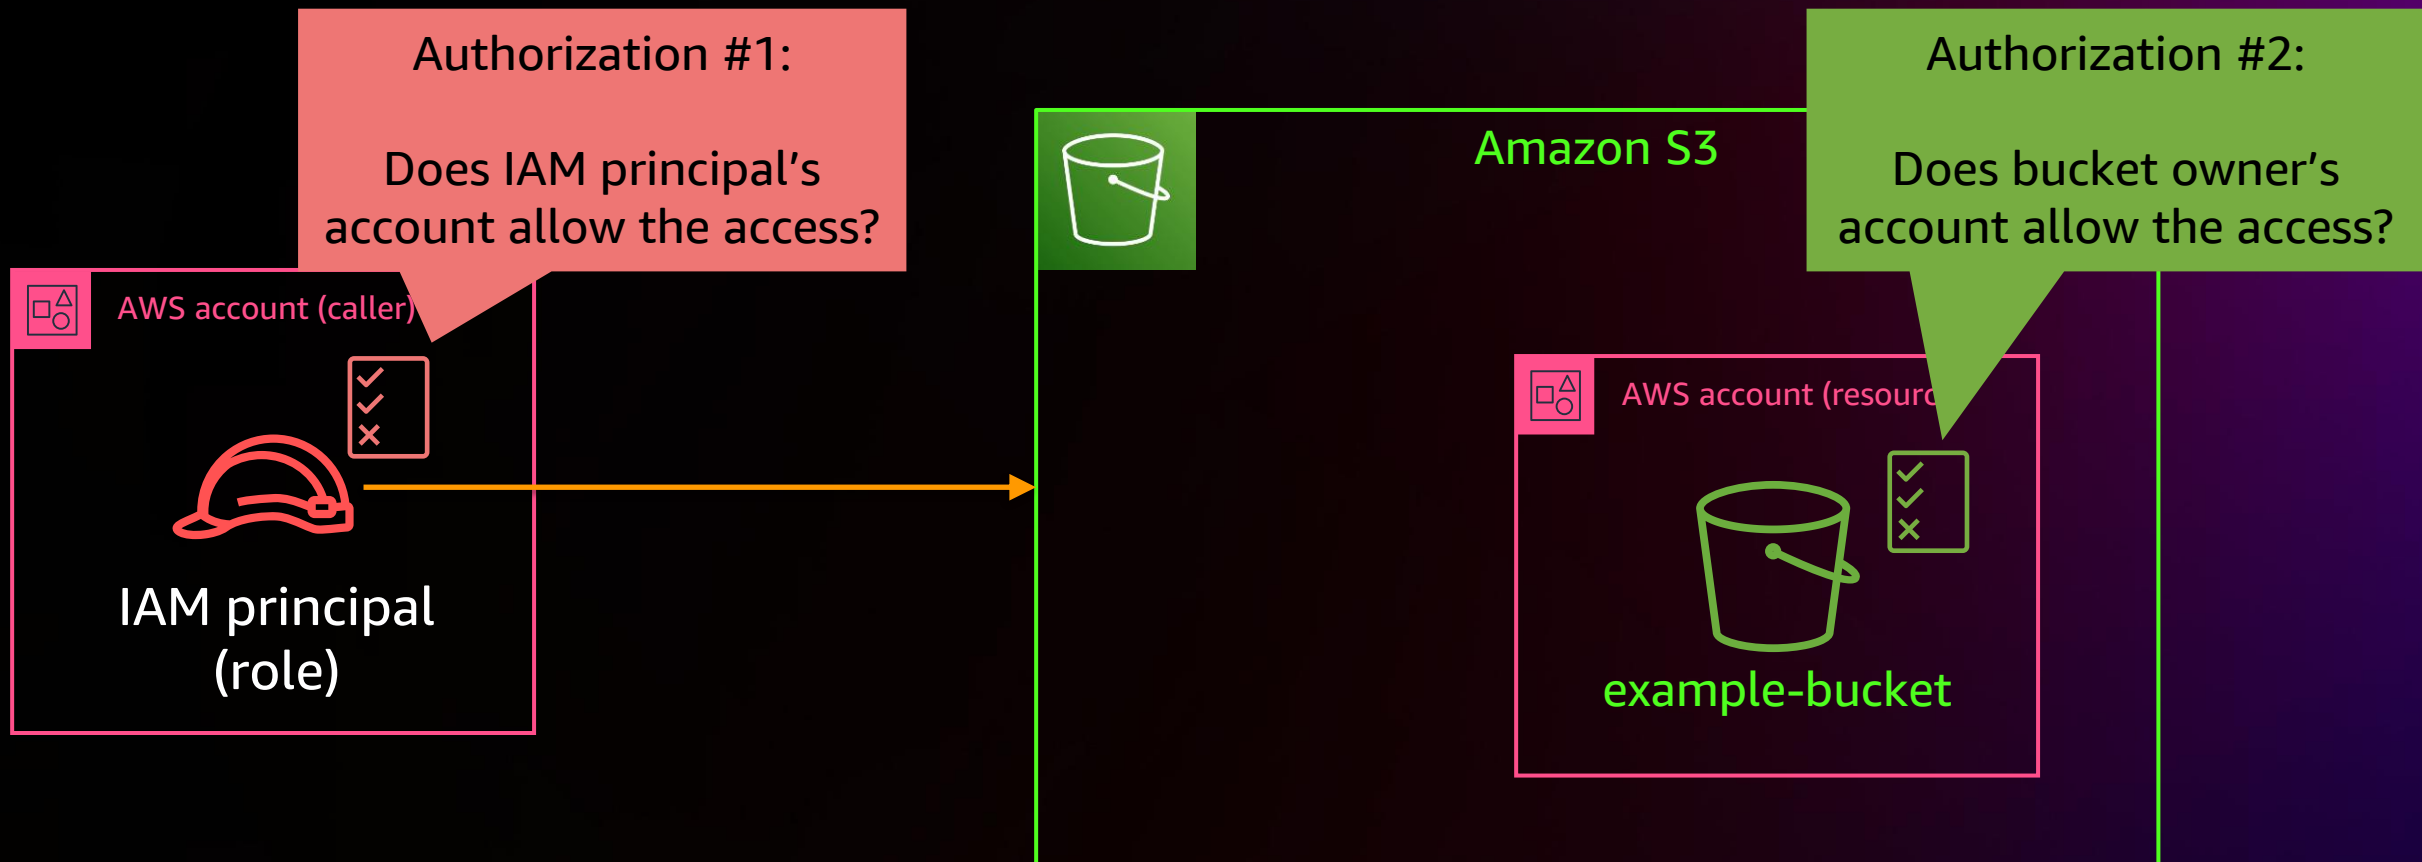 Authorization #1:
Does IAM principal’s
account allow the access?
Authorization #2:
Does bucket owner’s
account allow the access?
Amazon S3
AWS account (caller)
AWS account
IAM principal
(role)
example-bucket